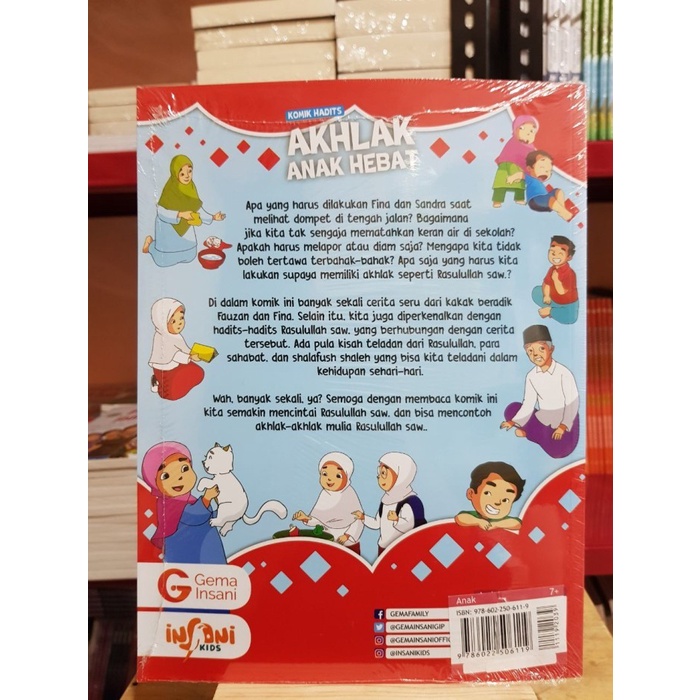 KOMIK HADITS
AKHLAK
ANAK HEBAT
Apa yang harus dilakukan Fina dan Sandra saat
melihat dompet di tengah jalan? Bagaimana
jika kita tak sengaja mematahkan keran air di sekolah?
Apakah harus melapor atau diam saja? Mengapa kita tidak
boleh tertawa terbahak-bahak? Apa saja yang harus kita
lakukan supaya memiliki akhlak seperti Rasulullah saw.?
Di dalam komik ini banyak sekali cerita seru dari kakak beradik
Fauzan dan Fina. Selain itu, kita juga diperkenalkan dengan
hadits-hadits Rasulullah saw. yang berhubungan dengan cerita
tersebut. Ada pula kisah teladan dari Rasulullah, para
sahabat, dan shalafush shaleh yang bisa kita teladani dalam
kehidupan sehari-hari.
Wah, banyak sekali, ya? Semoga dengan membaca komik ini
kita semakin mencintai Rasulullah saw. dan bisa mencontoh
akhlak-akhlak mulia Rasulullah saw..
Gema
Insani
INSANI
KIDS
GEMAFAMILY
@GEMAINSANIGIP
@GEMAINSANIOFFIC
@INSANIKIDS
Anak
7+
ISBN: 978-602-250-611-9
9 786022 506119